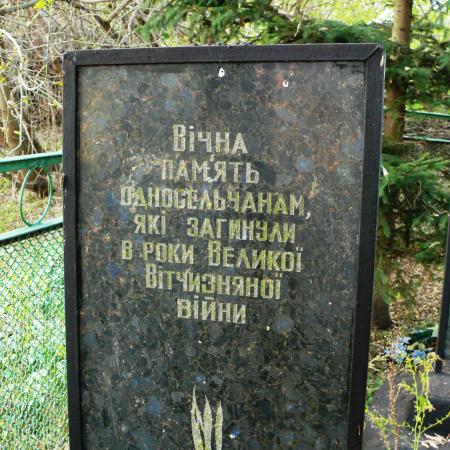 Вічна
пам'ять
односельчанам,
які загинули
в роки Великої
Вітчизняної
війни